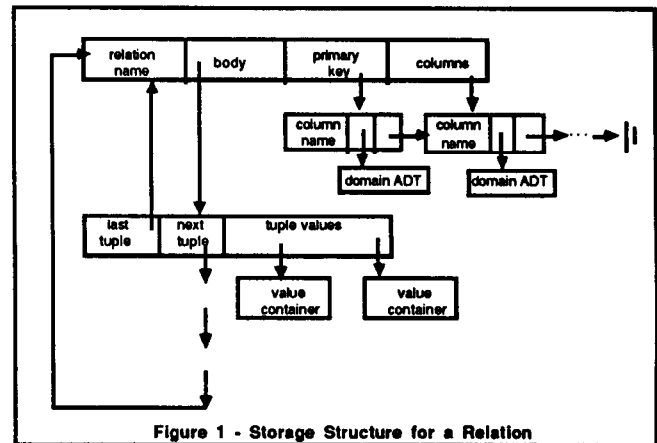 relation
name
body
primary
key
columns
column
name
column
name
domain ADT
domain ADT
last
tuple
next
tuple
tuple values
value
container
value
container
Figure 1 - Storage Structure for a Relation